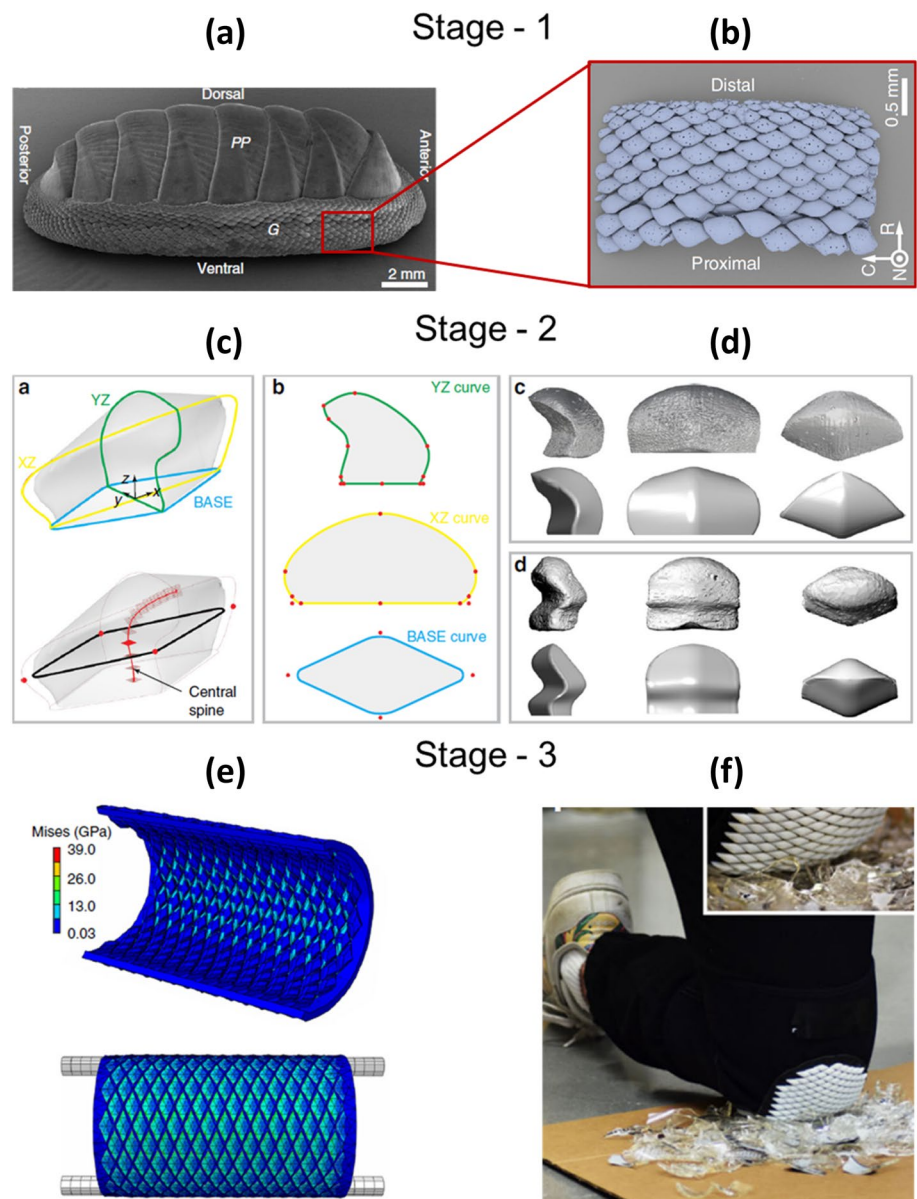 Stage - 1
(a)
(b)
Dorsal
Posterior
PP
Anterior
G
Ventral
2 mm
Distal
0.5 mm
Proximal
R
C
N
Stage - 2
(c)
(d)
a
YZ
XZ
z
y
x
BASE
Central
spine
b
YZ curve
XZ curve
BASE curve
c
d
Stage - 3
(e)
(f)
Mises (GPa)
39.0
26.0
13.0
0.03